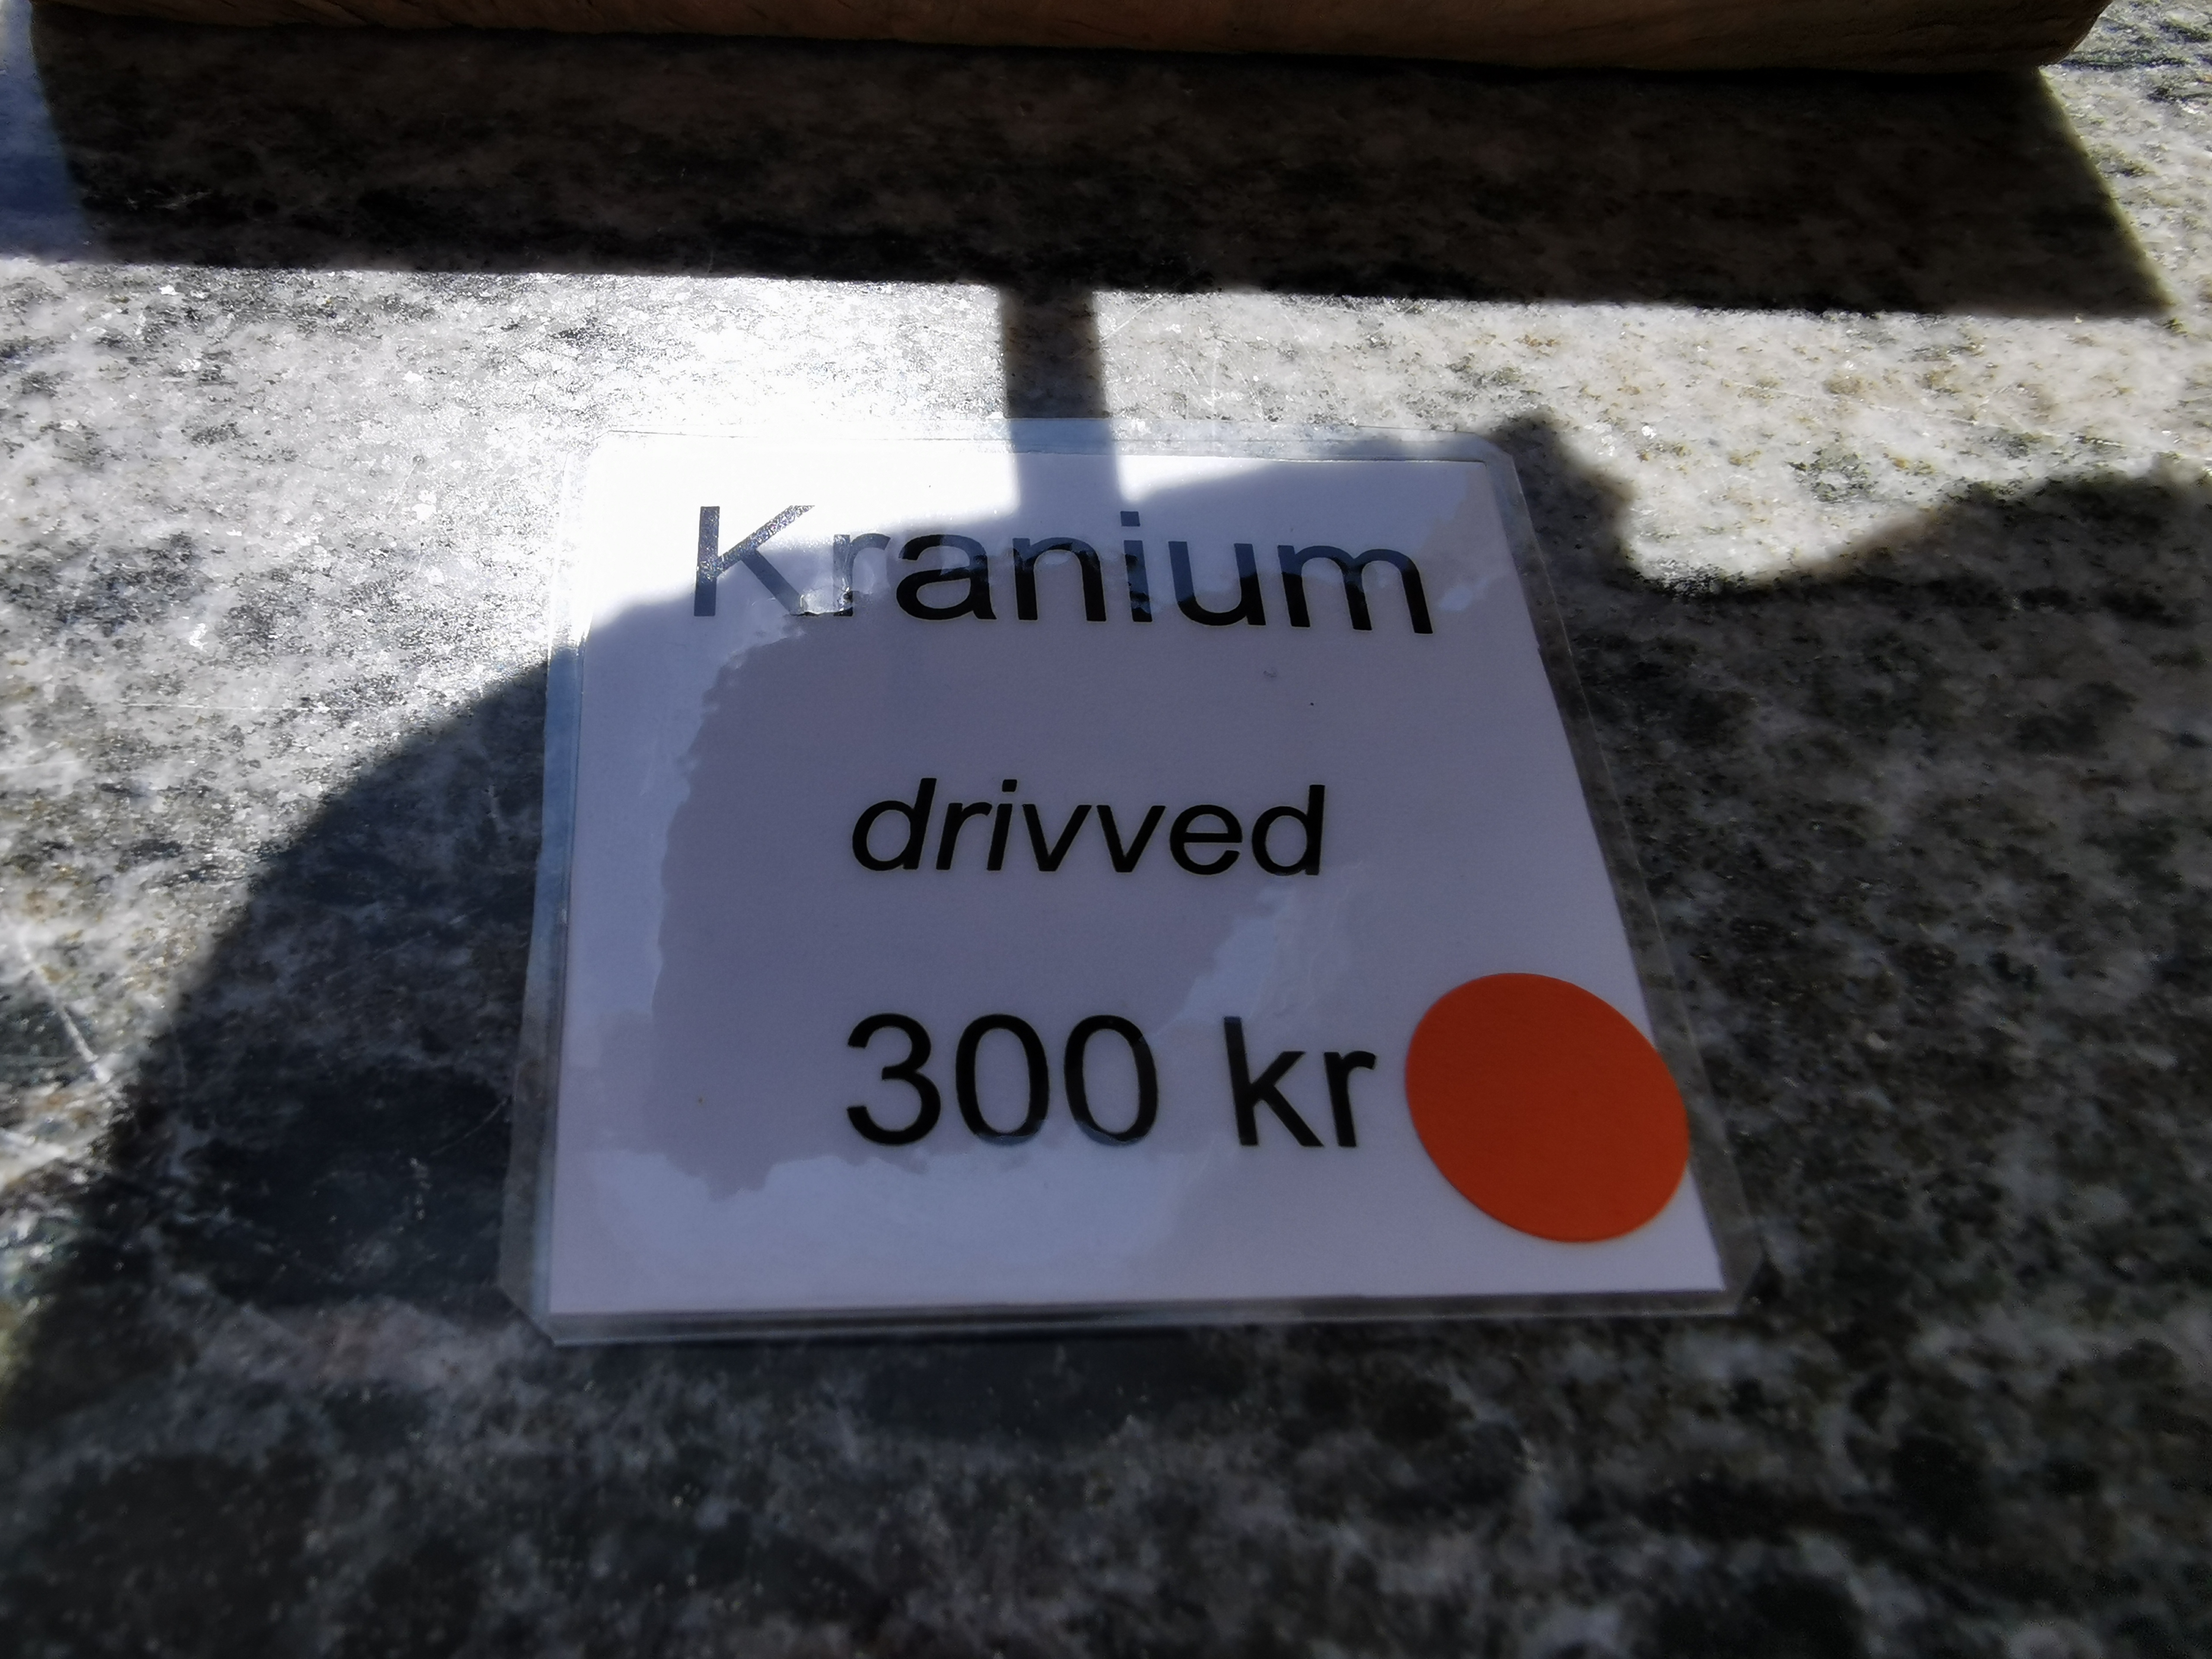 Kranium
drivved
300 kr